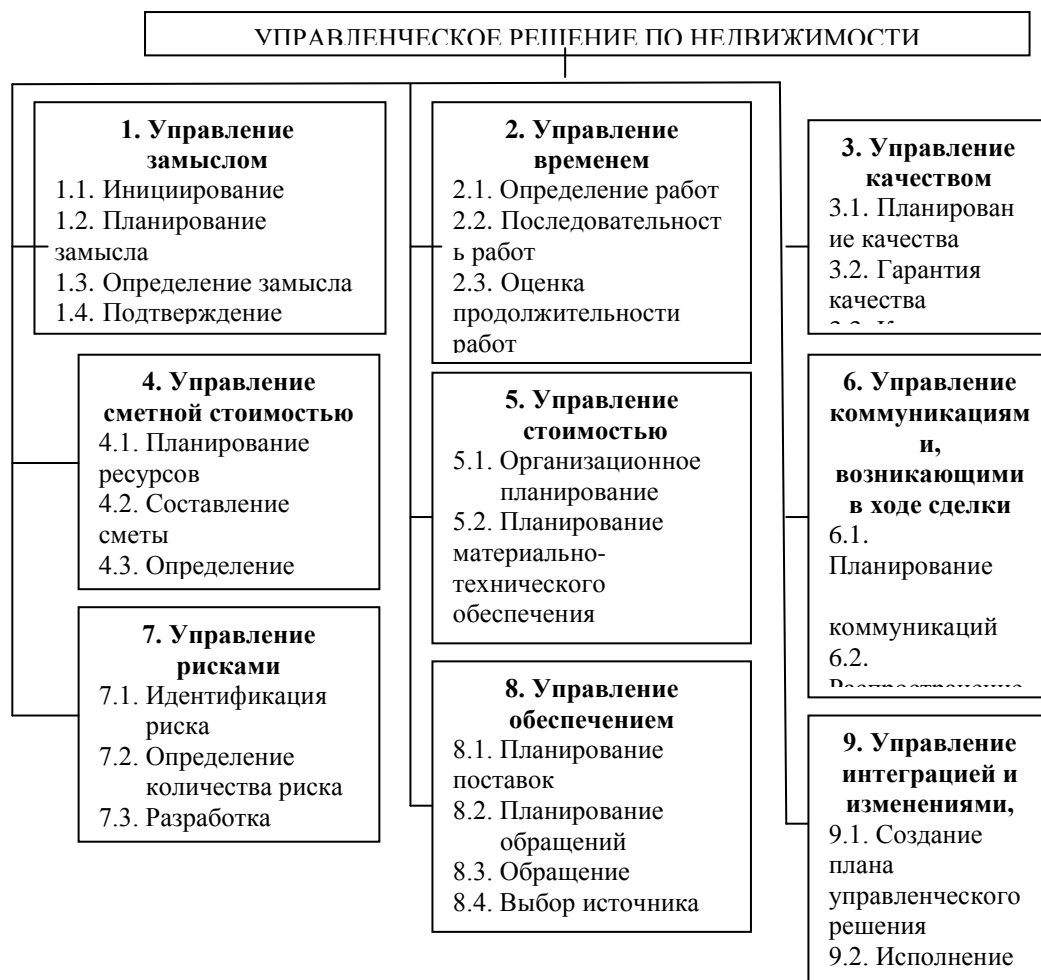 УПРАВЛЕНЧЕСКОЕ РЕШЕНИЕ ПО НЕДВИЖИМОСТИ
1. Управление
замыслом
1.1. Инициирование
1.2. Планирование
замысла
1.3. Определение замысла
1.4. Подтверждение
2. Управление
временем
2.1. Определение работ
2.2. Последовательност
ь работ
2.3. Оценка
продолжительности
работ
3. Управление
качеством
3.1. Планирован
ие качества
3.2. Гарантия
качества
4. Управление
сметной стоимостью
4.1. Планирование
ресурсов
4.2. Составление
сметы
4.3. Определение
5. Управление
стоимостью
5.1. Организационное
планирование
5.2. Планирование
материально-
технического
обеспечения
6. Управление
коммуникациям
и,
возникающими
в ходе сделки
6.1.
Планирование
коммуникаций
6.2.
Распространение
7. Управление
рисками
7.1. Идентификация
риска
7.2. Определение
количества риска
7.3. Разработка
8. Управление
обеспечением
8.1. Планирование
поставок
8.2. Планирование
обращений
8.3. Обращение
8.4. Выбор источника
9. Управление
интеграцией и
изменениями,
9.1. Создание
плана
управленческого
решения
9.2. Исполнение